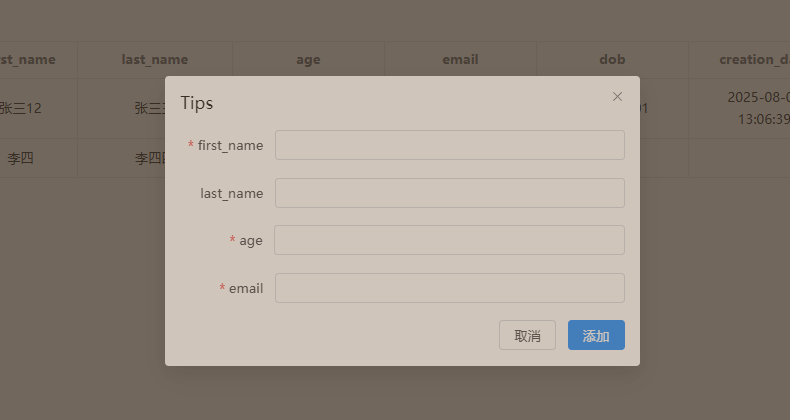 st_name last_name age email dob creation_da
张三12 张三 01 2025-08-0
13:06:39
李四 李四
Tips
* first_name
last_name
* age
* email
取消 添加